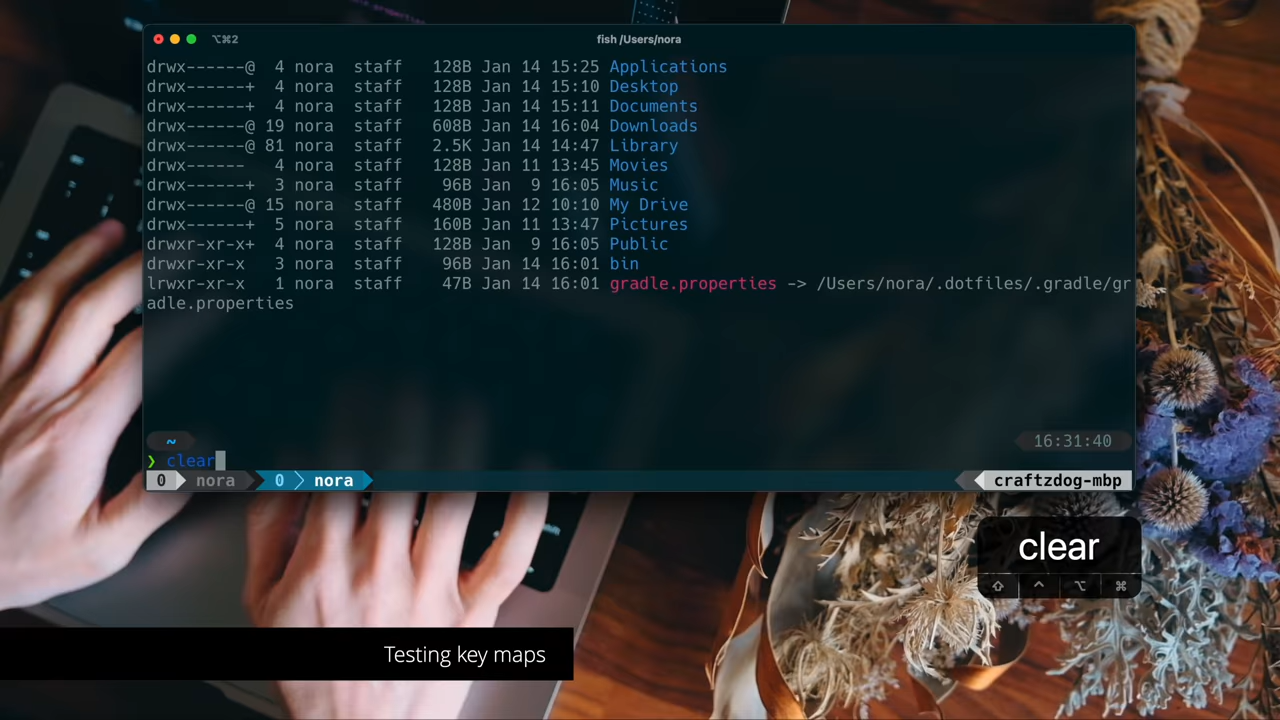 ⌥⌘2 fish /Users/nora
drwx------@  4 nora  staff   128B Jan 14 15:25 Applications
drwx------+  4 nora  staff   128B Jan 14 15:10 Desktop
drwx------+  4 nora  staff   128B Jan 14 15:11 Documents
drwx------@ 19 nora  staff   608B Jan 14 16:04 Downloads
drwx------@ 81 nora  staff   2.5K Jan 14 14:47 Library
drwx------   4 nora  staff   128B Jan 11 13:45 Movies
drwx------+  3 nora  staff    96B Jan  9 16:05 Music
drwx------@ 15 nora  staff   480B Jan 12 10:10 My Drive
drwx------+  5 nora  staff   160B Jan 11 13:47 Pictures
drwxr-xr-x+  4 nora  staff   128B Jan  9 16:05 Public
drwxr-xr-x   3 nora  staff    96B Jan 14 16:01 bin
lrwxr-xr-x   1 nora  staff    47B Jan 14 16:01 gradle.properties -> /Users/nora/.dotfiles/.gradle/gr
adle.properties
~ 16:31:40
❯ clear
0 nora 0 nora craftzdog-mbp
clear
⇧ ^ ⌥ ⌘
Testing key maps